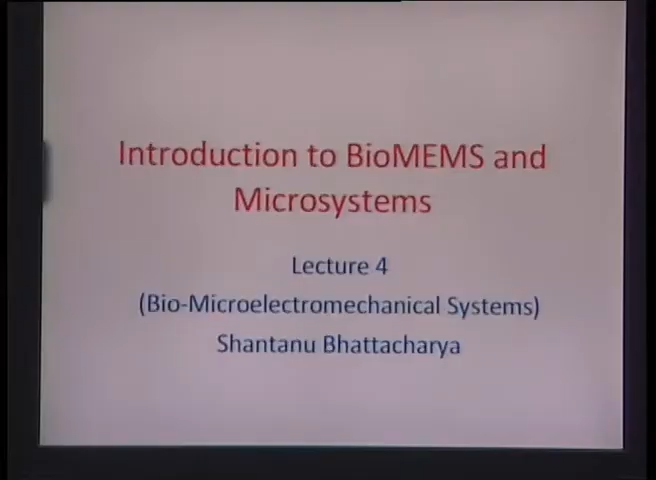 Introduction to BioMEMS and
Microsystems
Lecture 4
(Bio-Microelectromechanical Systems)
Shantanu Bhattacharya